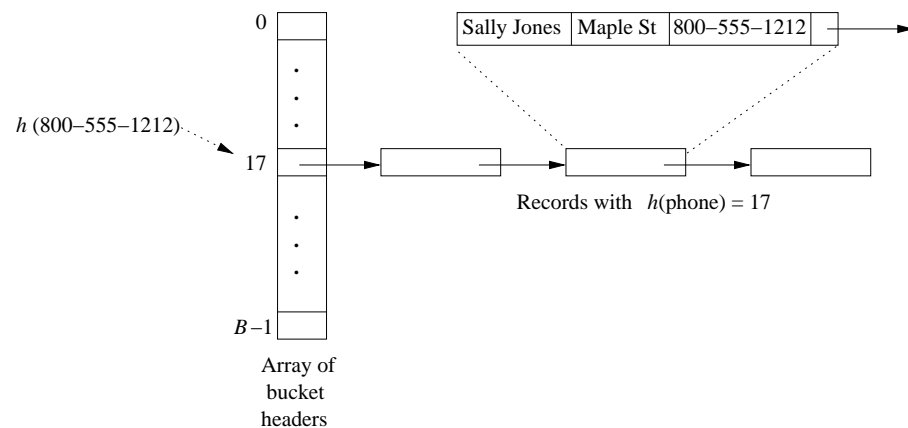 0
Sally Jones Maple St 800–555–1212
h (800–555–1212)
17
Records with h(phone) = 17
B–1
Array of
bucket
headers